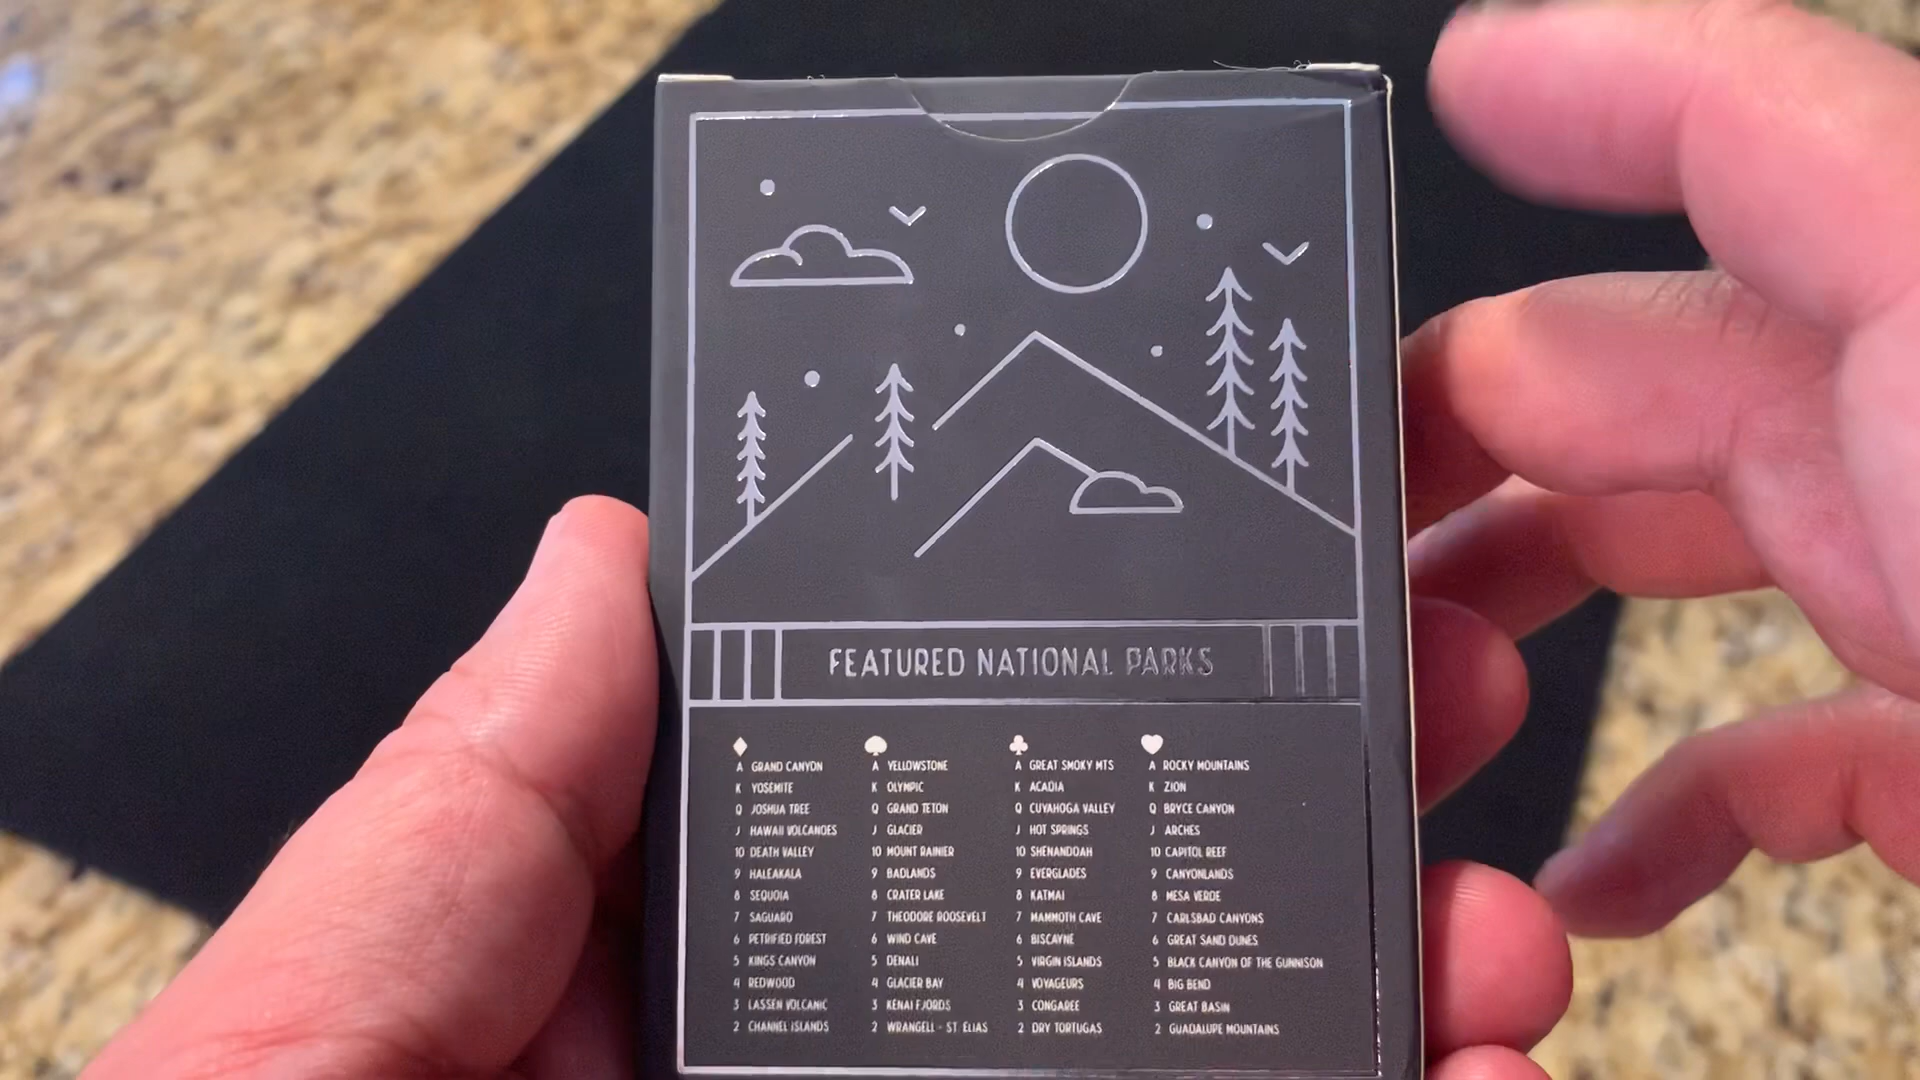 FEATURED NATIONAL PARKS
A GRAND CANYON
K YOSEMITE
Q JOSHUA TREE
J HAWAII VOLCANOES
10 DEATH VALLEY
9 HALEAKALA
8 SEQUOIA
7 SAGUARO
6 PETRIFIED FOREST
5 KINGS CANYON
4 REDWOOD
3 LASSEN VOLCANIC
2 CHANNEL ISLANDS
A YELLOWSTONE
K OLYMPIC
Q GRAND TETON
J GLACIER
10 MOUNT RAINIER
9 BADLANDS
8 CRATER LAKE
7 THEODORE ROOSEVELT
6 WIND CAVE
5 DENALI
4 GLACIER BAY
3 KENAI FJORDS
2 WRANGELL - ST. ELIAS
A GREAT SMOKY MTS
K ACADIA
Q CUYAHOGA VALLEY
J HOT SPRINGS
10 SHENANDOAH
9 EVERGLADES
8 KATMAI
7 MAMMOTH CAVE
6 BISCAYNE
5 VIRGIN ISLANDS
4 VOYAGEURS
3 CONGAREE
2 DRY TORTUGAS
A ROCKY MOUNTAINS
K ZION
Q BRYCE CANYON
J ARCHES
10 CAPITOL REEF
9 CANYONLANDS
8 MESA VERDE
7 CARLSBAD CANYONS
6 GREAT SAND DUNES
5 BLACK CANYON OF THE GUNNISON
4 BIG BEND
3 GREAT BASIN
2 GUADALUPE MOUNTAINS